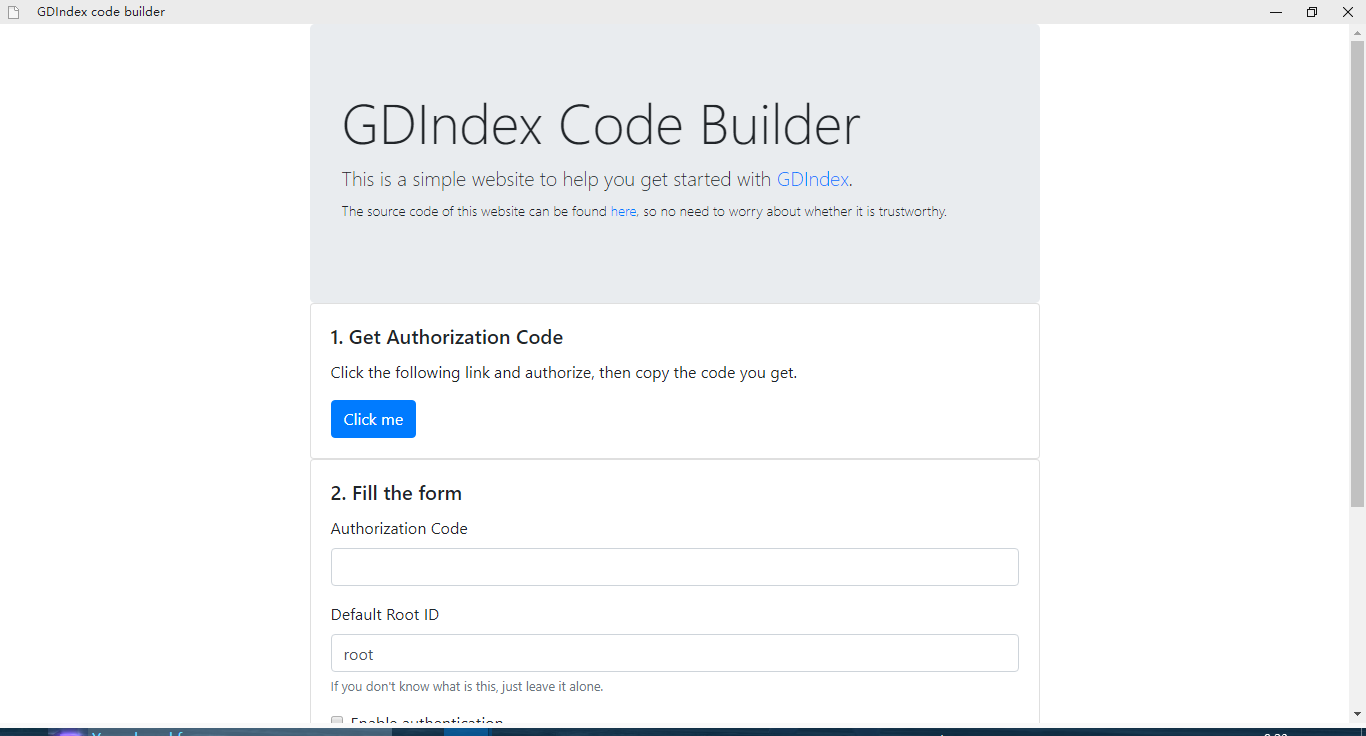 GDIndex code builder
GDIndex Code Builder
This is a simple website to help you get started with GDIndex.
The source code of this website can be found here, so no need to worry about whether it is trustworthy.
1. Get Authorization Code
Click the following link and authorize, then copy the code you get.
Click me
2. Fill the form
Authorization Code
Default Root ID
root
If you don't know what is this, just leave it alone.
Enable authentication